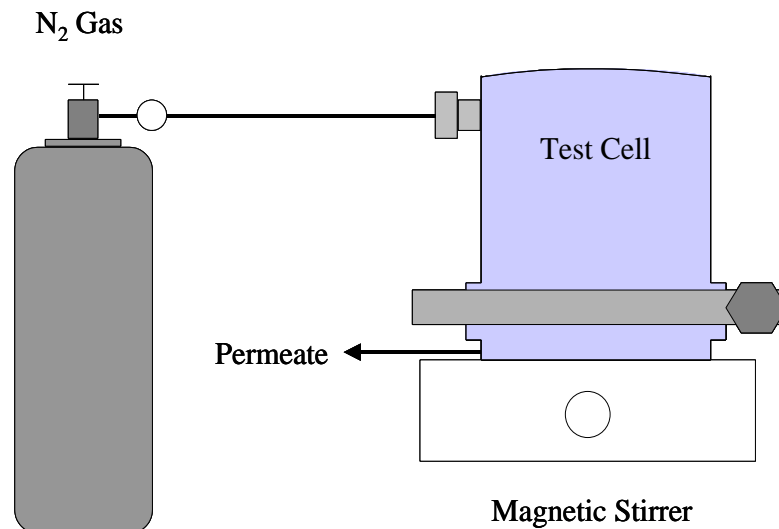 N₂ Gas
Test Cell
Permeate
Magnetic Stirrer